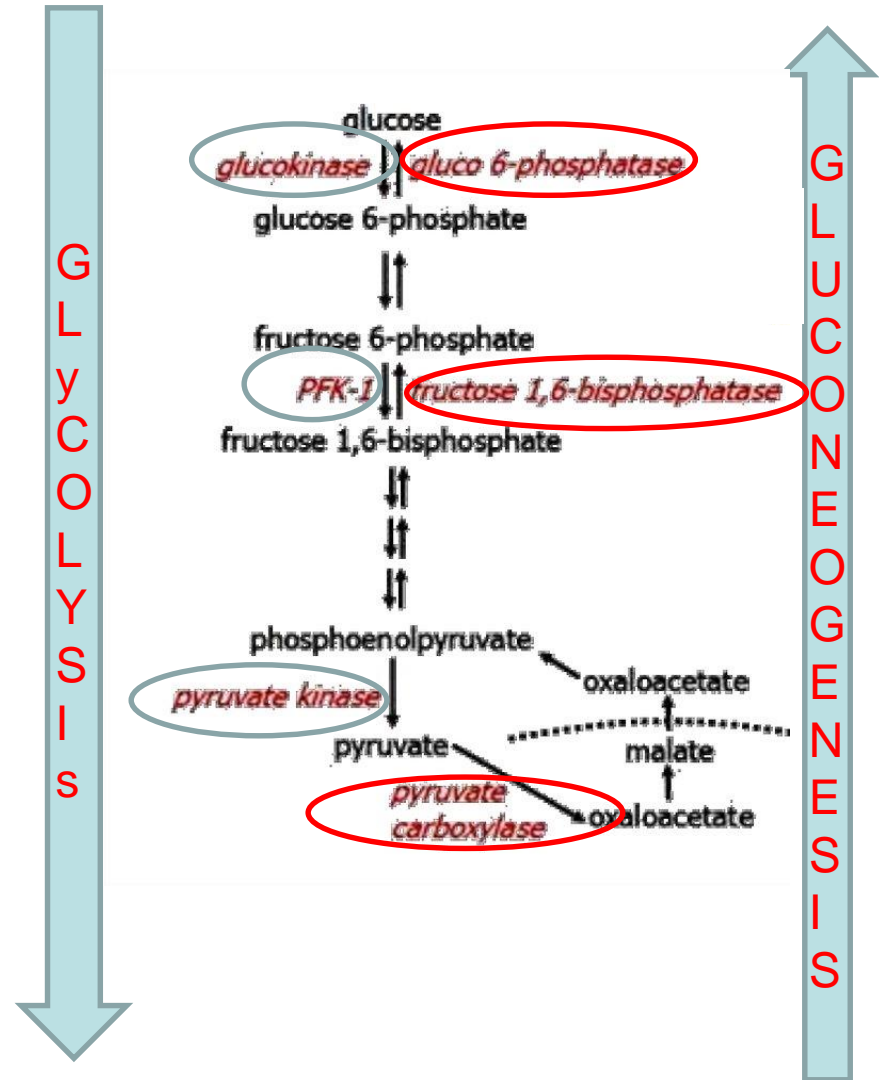 GLyCOLYSIs
glucose
glucokinase gluco 6-phosphatase
glucose 6-phosphate
fructose 6-phosphate
PFK-1 fructose 1,6-bisphosphatase
fructose 1,6-bisphosphate
phosphoenolpyruvate
pyruvate kinase
oxaloacetate
pyruvate
malate
pyruvate
carboxylase
oxaloacetate
GLUCONEOGENESIS